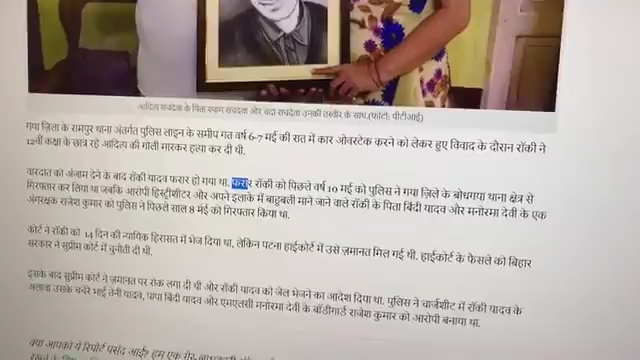 आदित्य सचदेवा के पिता श्याम सचदेवा और चंदा सचदेवा उनकी तस्वीर के साथ.(फोटो: पीटीआई)
गया ज़िला के रामपुर थाना अंतर्गत पुलिस लाइन के समीप गत वर्ष 6-7 मई की रात में कार ओवरटेक करने को लेकर हुए विवाद के दौरान रॉकी ने
12वीं कक्षा के छात्र रहे आदित्य की गोली मारकर हत्या कर दी थी.
वारदात को अंजाम देने के बाद रॉकी यादव फरार हो गया था. फरार रॉकी को पिछले वर्ष 10 मई को पुलिस ने गया ज़िले के बोधगया थाना क्षेत्र से
गिरफ्तार कर लिया था जबकि आरोपी हिस्ट्रीशीटर और अपने इलाके में बाहुबली माने जाने वाले रॉकी के पिता बिंदी यादव और मनोरमा देवी के एक
अंगरक्षक राजेश कुमार को पुलिस ने पिछले साल 8 मई को गिरफ्तार किया था.
कोर्ट ने रॉकी को 14 दिन की न्यायिक हिरासत में भेज दिया था, लेकिन पटना हाईकोर्ट में उसे ज़मानत मिल गई थी. हाईकोर्ट के फैसले को बिहार
सरकार ने सुप्रीम कोर्ट में चुनौती दी थी.
इसके बाद सुप्रीम कोर्ट ने ज़मानत पर रोक लगा दी थी और रॉकी यादव को जेल भेजने का आदेश दिया था. पुलिस ने चार्जशीट में रॉकी यादव के
अलावा उसके चचेरे भाई तेनी यादव, पापा बिंदी यादव और एमएलसी मनोरमा देवी के बॉडीगार्ड राजेश कुमार को आरोपी बनाया था.
क्या आपको ये रिपोर्ट पसंद आई? हम एक गैर-लाभकारी